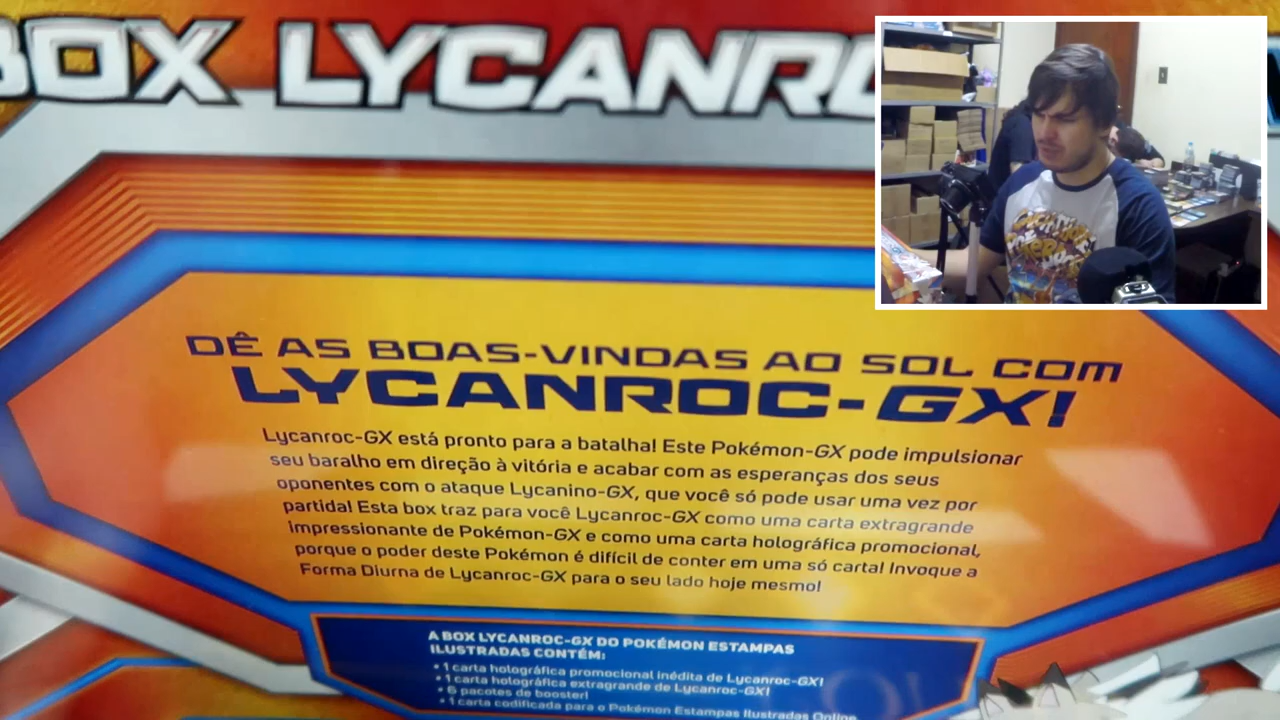 BOX LYCANRO
DÊ AS BOAS-VINDAS AO SOL COM
LYCANROC-GX!
Lycanroc-GX está pronto para a batalha! Este Pokémon-GX pode impulsionar
seu baralho em direção à vitória e acabar com as esperanças dos seus
oponentes com o ataque Lycanino-GX, que você só pode usar uma vez por
partida! Esta box traz para você Lycanroc-GX como uma carta extragrande
impressionante de Pokémon-GX e como uma carta holográfica promocional,
porque o poder deste Pokémon é difícil de conter em uma só carta! Invoque a
Forma Diurna de Lycanroc-GX para o seu lado hoje mesmo!
A BOX LYCANROC-GX DO POKÉMON ESTAMPAS
ILUSTRADAS CONTÉM:
• 1 carta holográfica promocional inédita de Lycanroc-GX!
• 1 carta holográfica extragrande de Lycanroc-GX!
• 6 pacotes de booster!
• 1 carta codificada para o Pokémon Estampas Ilustradas Online